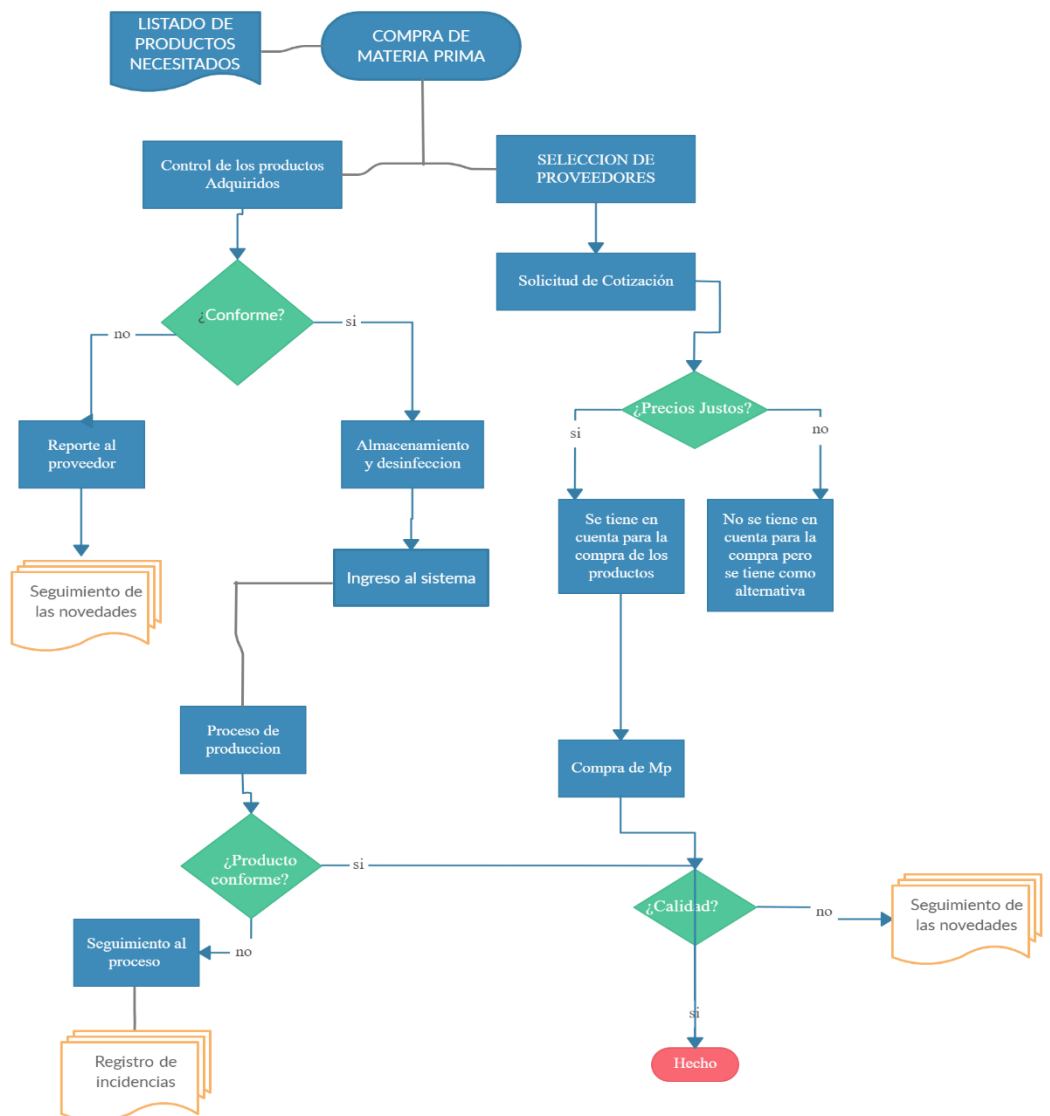 LISTADO DE
PRODUCTOS
NECESITADOS
COMPRA DE
MATERIA PRIMA
Control de los productos
Adquiridos
SELECCION DE
PROVEEDORES
Solicitud de Cotización
¿Conforme?
no
si
¿Precios Justos?
si
no
Reporte al
proveedor
Almacenamiento
y desinfeccion
Se tiene en
cuenta para la
compra de los
productos
No se tiene en
cuenta para la
compra pero
se tiene como
alternativa
Seguimiento de
las novedades
Ingreso al sistema
Proceso de
produccion
Compra de Mp
¿Producto
conforme?
si
no
¿Calidad?
no
Seguimiento de
las novedades
Seguimiento al
proceso
si
Registro de
incidencias
Hecho